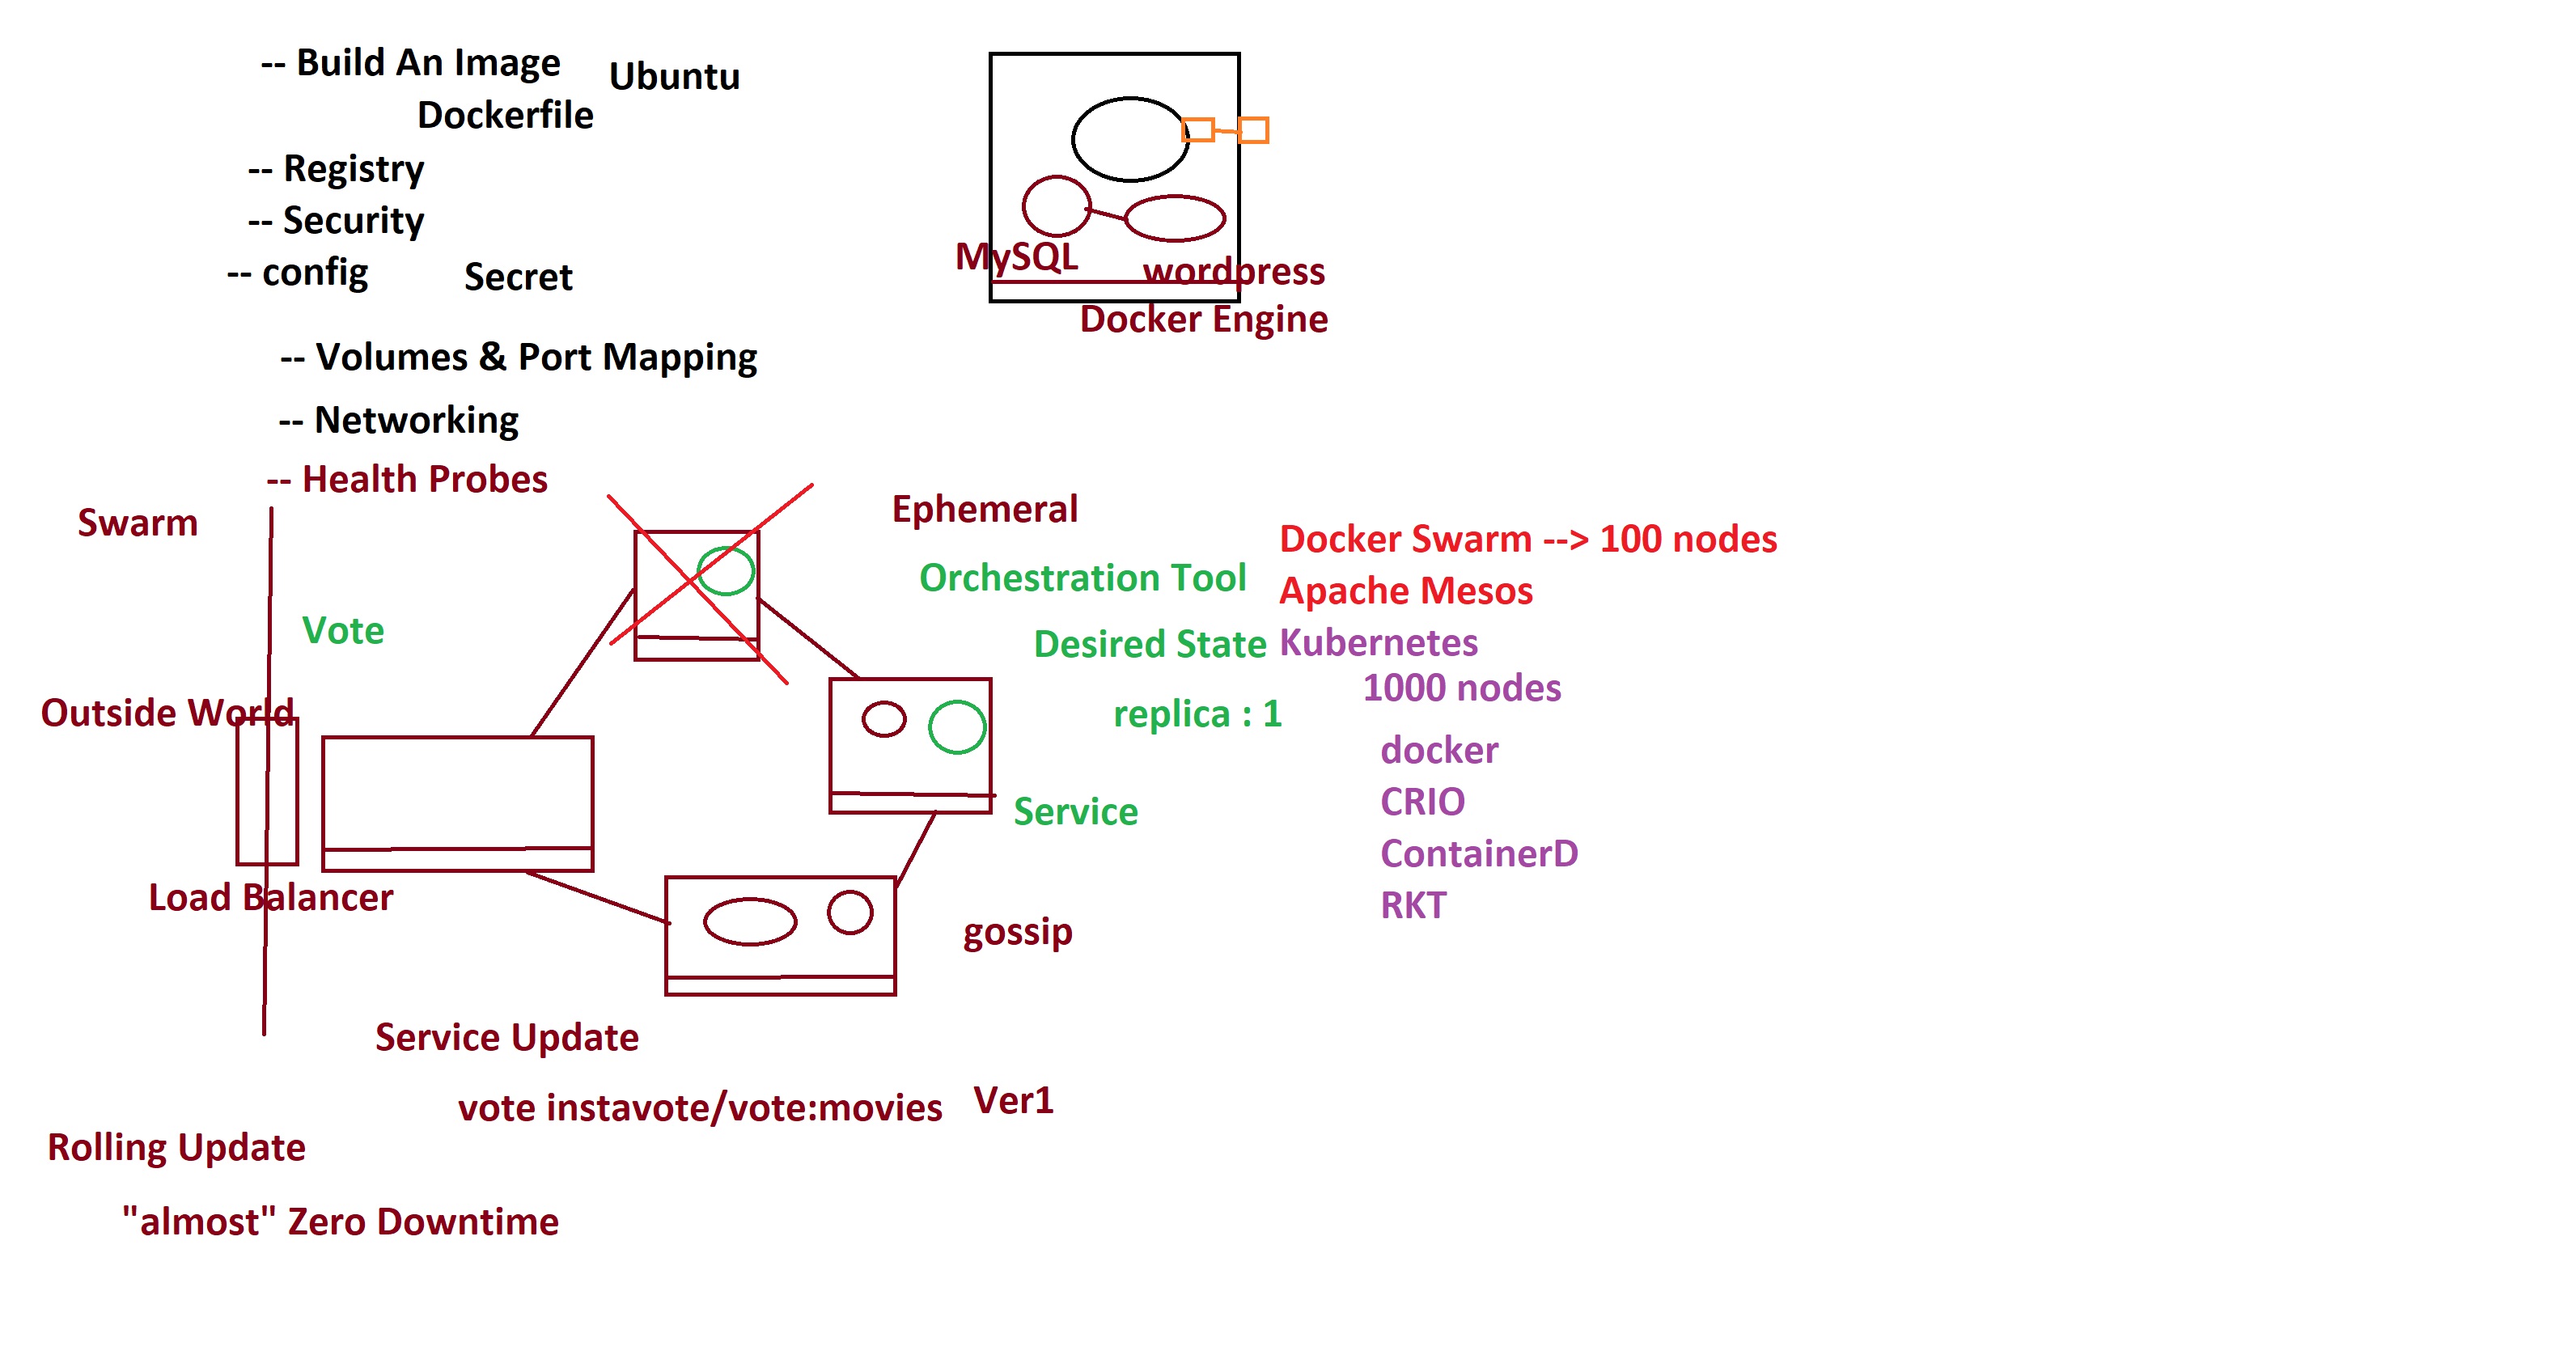 -- Build An Image
Ubuntu
Dockerfile
-- Registry
-- Security
-- config
Secret
-- Volumes & Port Mapping
-- Networking
-- Health Probes
MySQL
wordpress
Docker Engine
Swarm
Vote
Outside World
Load Balancer
Ephemeral
Orchestration Tool
Desired State
replica : 1
Service
gossip
Docker Swarm --> 100 nodes
Apache Mesos
Kubernetes
1000 nodes
docker
CRIO
ContainerD
RKT
Service Update
vote instavote/vote:movies
Ver1
Rolling Update
"almost" Zero Downtime